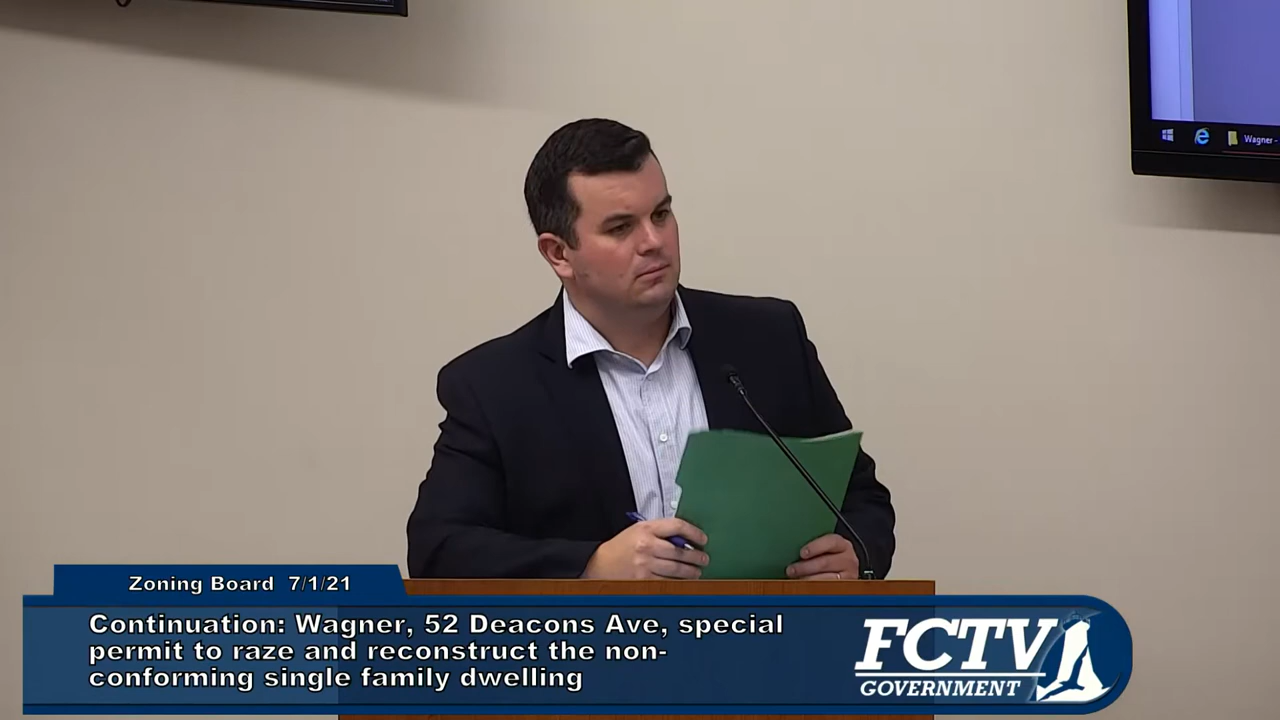 Wagner -
Zoning Board 7/1/21
Continuation: Wagner, 52 Deacons Ave, special
permit to raze and reconstruct the non-
conforming single family dwelling
FCTV
GOVERNMENT